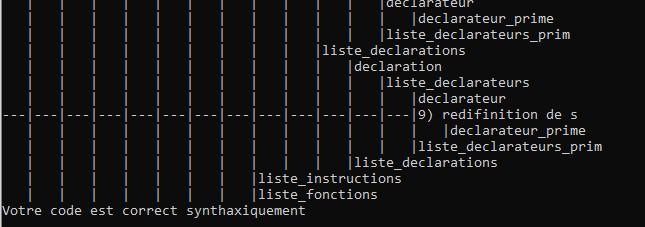 |   |   |   |   |   |   |   |   |   |   |   |declarateur
|   |   |   |   |   |   |   |   |   |   |   |   |declarateur_prime
|   |   |   |   |   |   |   |   |   |   |   |liste_declarateurs_prim
|   |   |   |   |   |   |   |   |   |liste_declarations
|   |   |   |   |   |   |   |   |   |   |declaration
|   |   |   |   |   |   |   |   |   |   |   |liste_declarateurs
|   |   |   |   |   |   |   |   |   |   |   |   |declarateur
---|---|---|---|---|---|---|---|---|---|---|---|---|9) redifinition de s
|   |   |   |   |   |   |   |   |   |   |   |   |   |declarateur_prime
|   |   |   |   |   |   |   |   |   |   |   |   |liste_declarateurs_prim
|   |   |   |   |   |   |   |   |   |   |liste_declarations
|   |   |   |   |   |   |   |liste_instructions
|   |   |   |   |   |   |   |liste_fonctions
Votre code est correct synthaxiquement